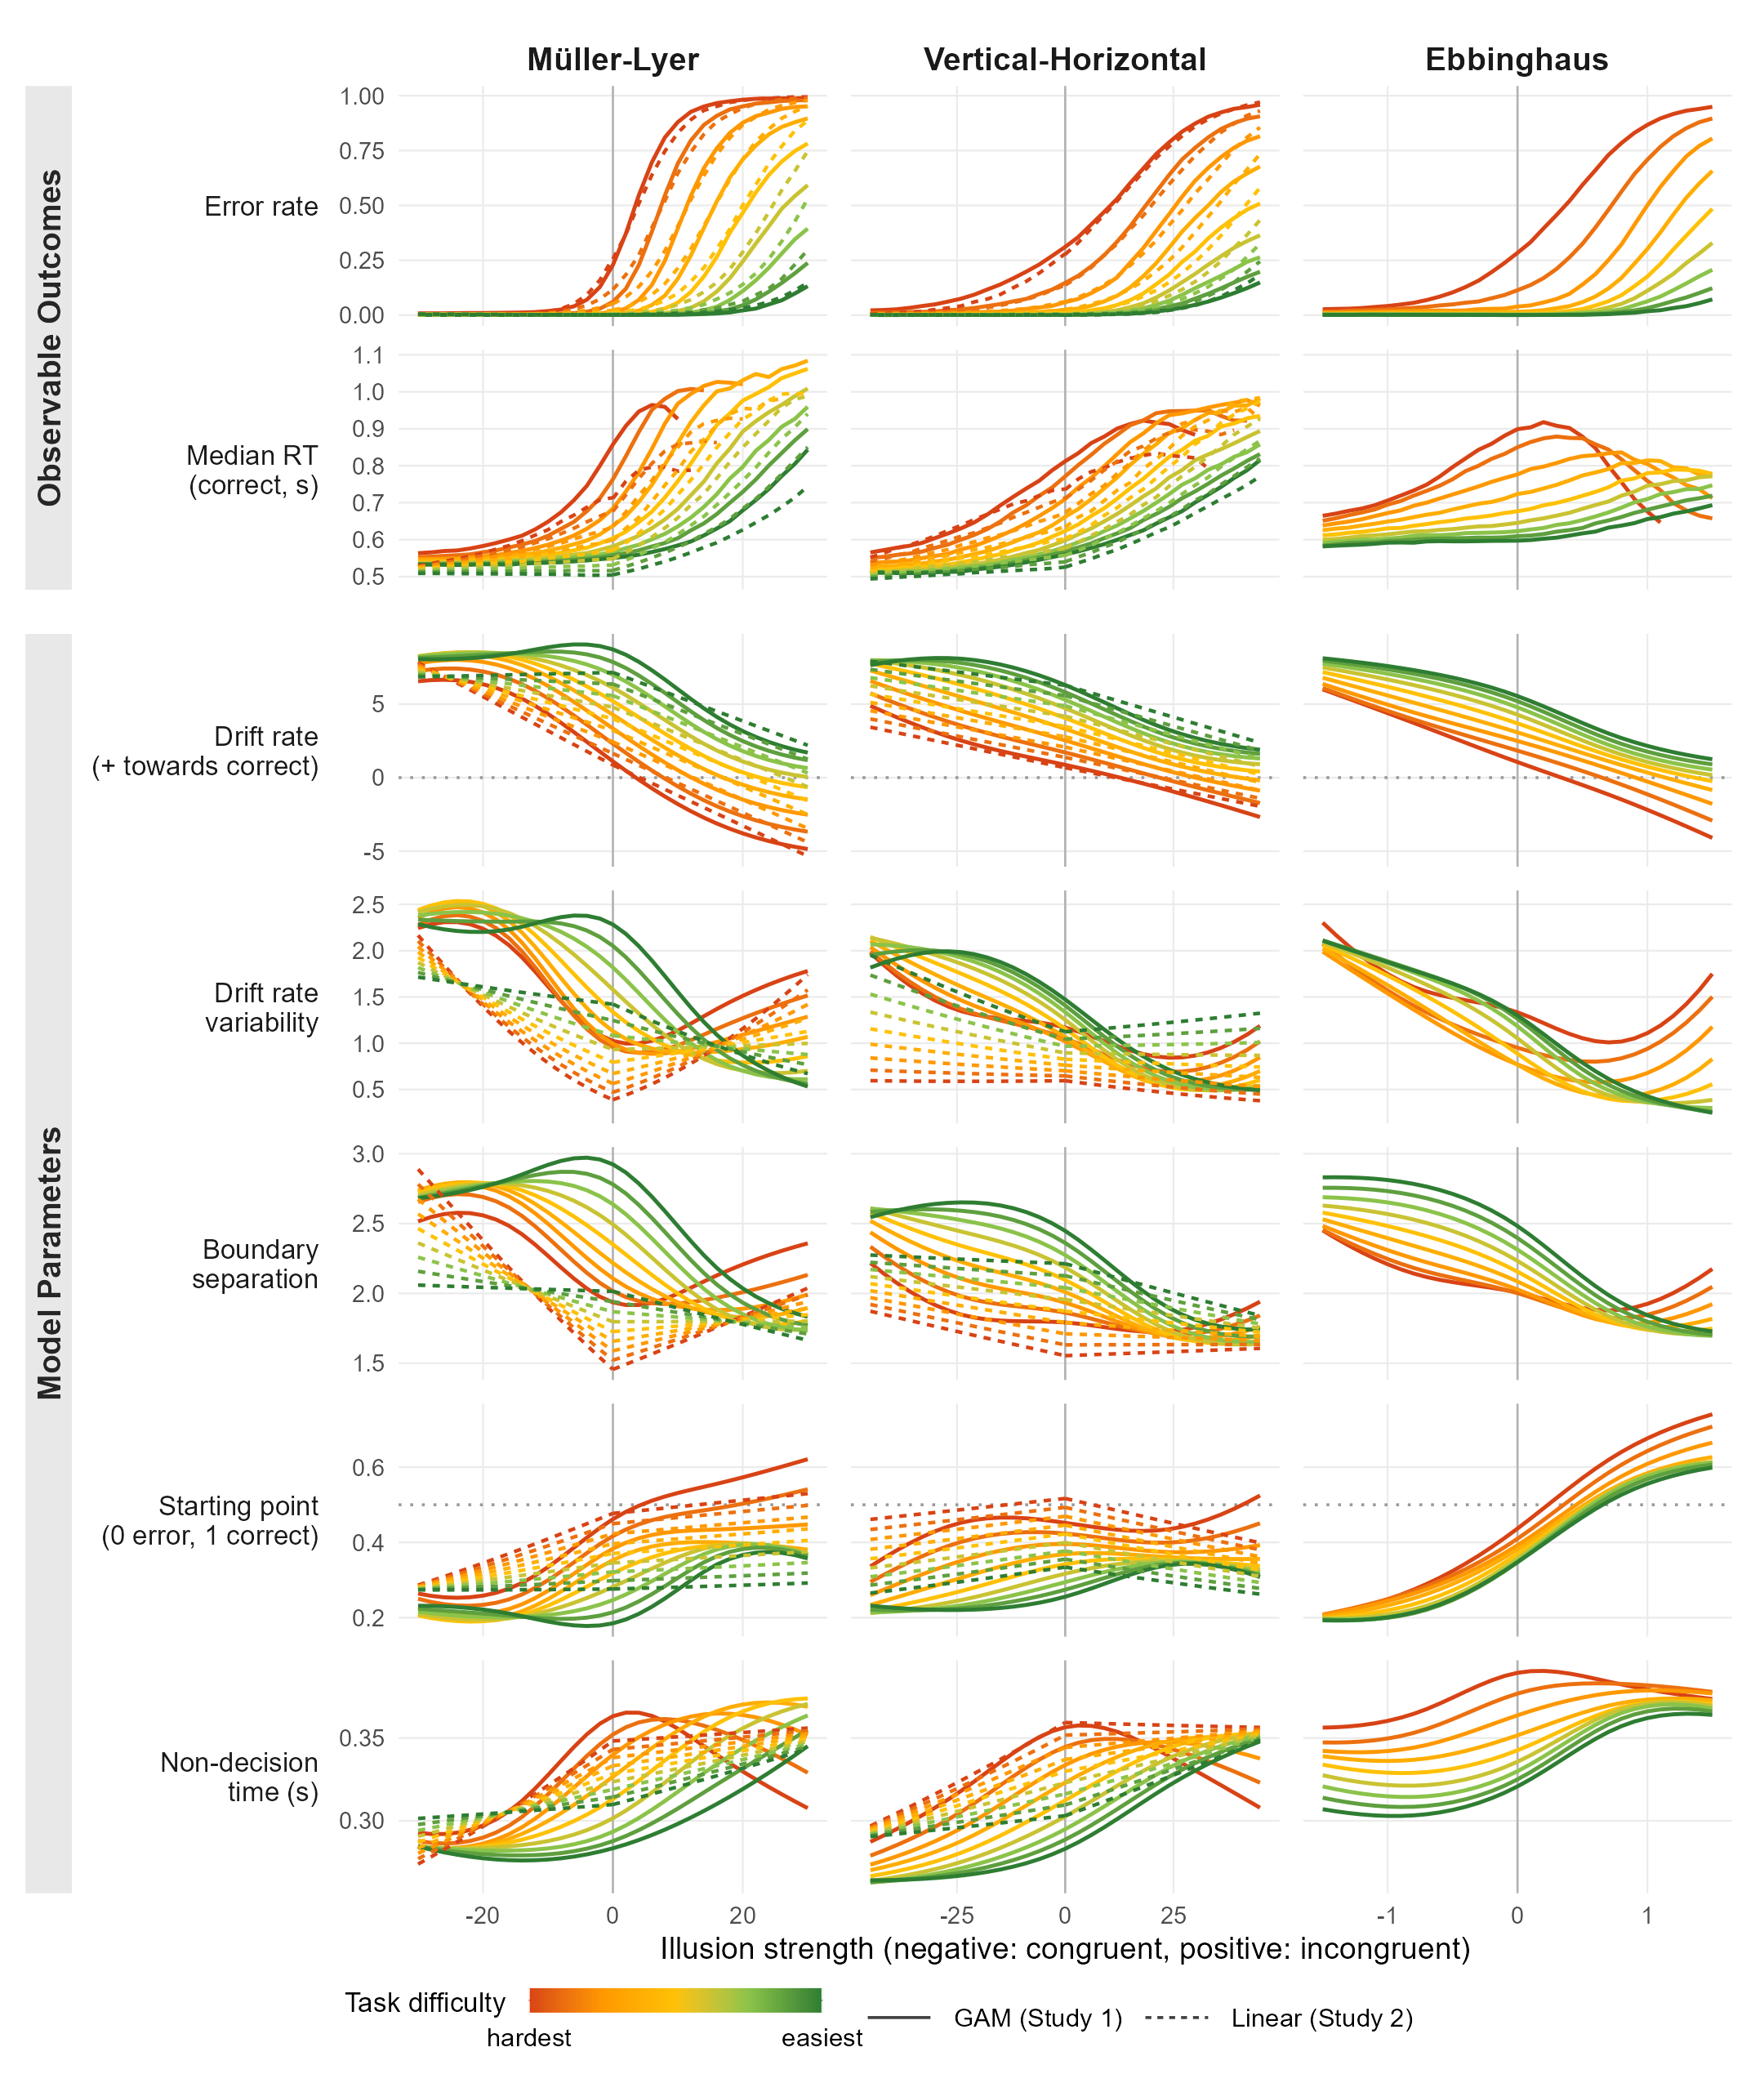 Müller-Lyer
Vertical-Horizontal
Ebbinghaus
Observable Outcomes
Error rate
1.00
0.75
0.50
0.25
0.00
Median RT
(correct, s)
1.1
1.0
0.9
0.8
0.7
0.6
0.5
Model Parameters
Drift rate
(+ towards correct)
5
0
-5
Drift rate
variability
2.5
2.0
1.5
1.0
0.5
Boundary
separation
3.0
2.5
2.0
1.5
Starting point
(0 error, 1 correct)
0.6
0.4
0.2
Non-decision
time (s)
0.35
0.30
-20 0 20
-25 0 25
-1 0 1
Illusion strength (negative: congruent, positive: incongruent)
Task difficulty
hardest easiest
GAM (Study 1)
Linear (Study 2)